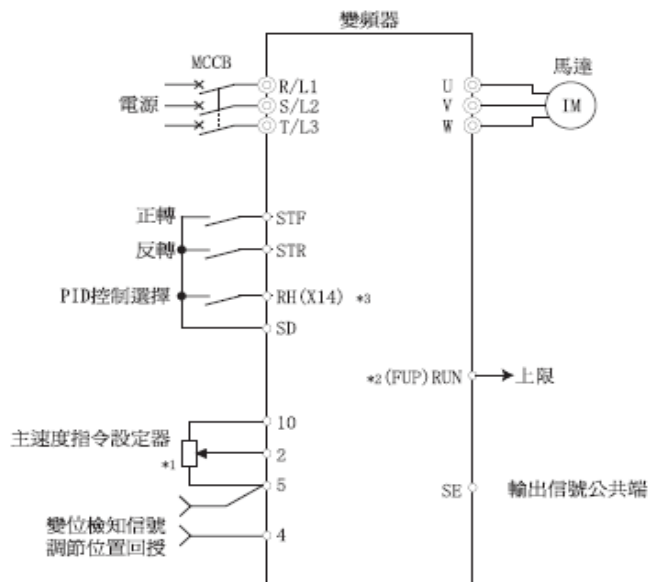 變頻器
MCCB
電源
R/L1
S/L2
T/L3
U
V
W
馬達
IM
正轉
STF
反轉
STR
PID控制選擇
RH(X14) *3
SD
*2(FUP)RUN
上限
主速度指令設定器
*1
10
2
5
SE
輸出信號公共端
變位檢知信號
調節位置回授
4